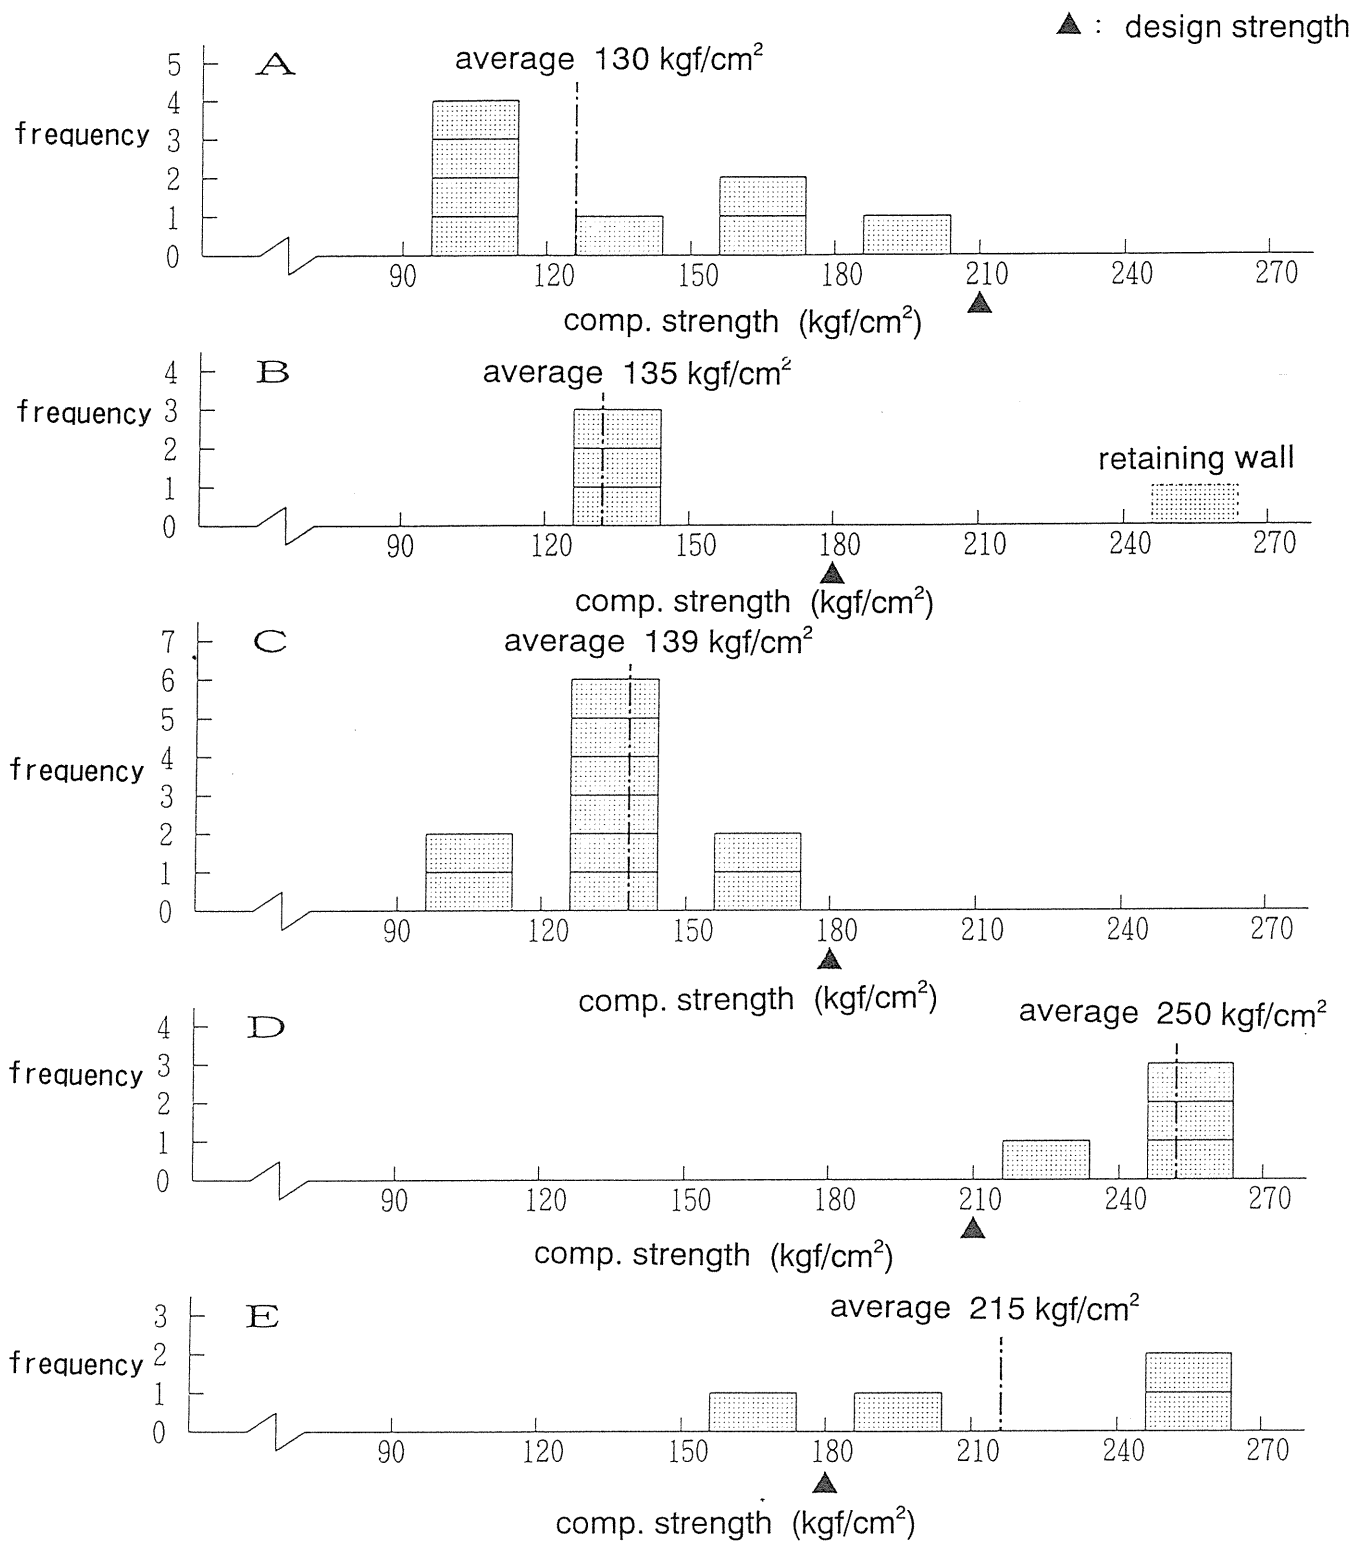 ▲ : design strength
A
average 130 kgf/cm²
frequency
5
4
3
2
1
0
90 120 150 180 210 240 270
comp. strength (kgf/cm²)
B
average 135 kgf/cm²
frequency
4
3
2
1
0
retaining wall
90 120 150 180 210 240 270
comp. strength (kgf/cm²)
C
average 139 kgf/cm²
frequency
7
6
5
4
3
2
1
0
90 120 150 180 210 240 270
comp. strength (kgf/cm²)
D
average 250 kgf/cm²
frequency
4
3
2
1
0
90 120 150 180 210 240 270
comp. strength (kgf/cm²)
E
average 215 kgf/cm²
frequency
3
2
1
0
90 120 150 180 210 240 270
comp. strength (kgf/cm²)